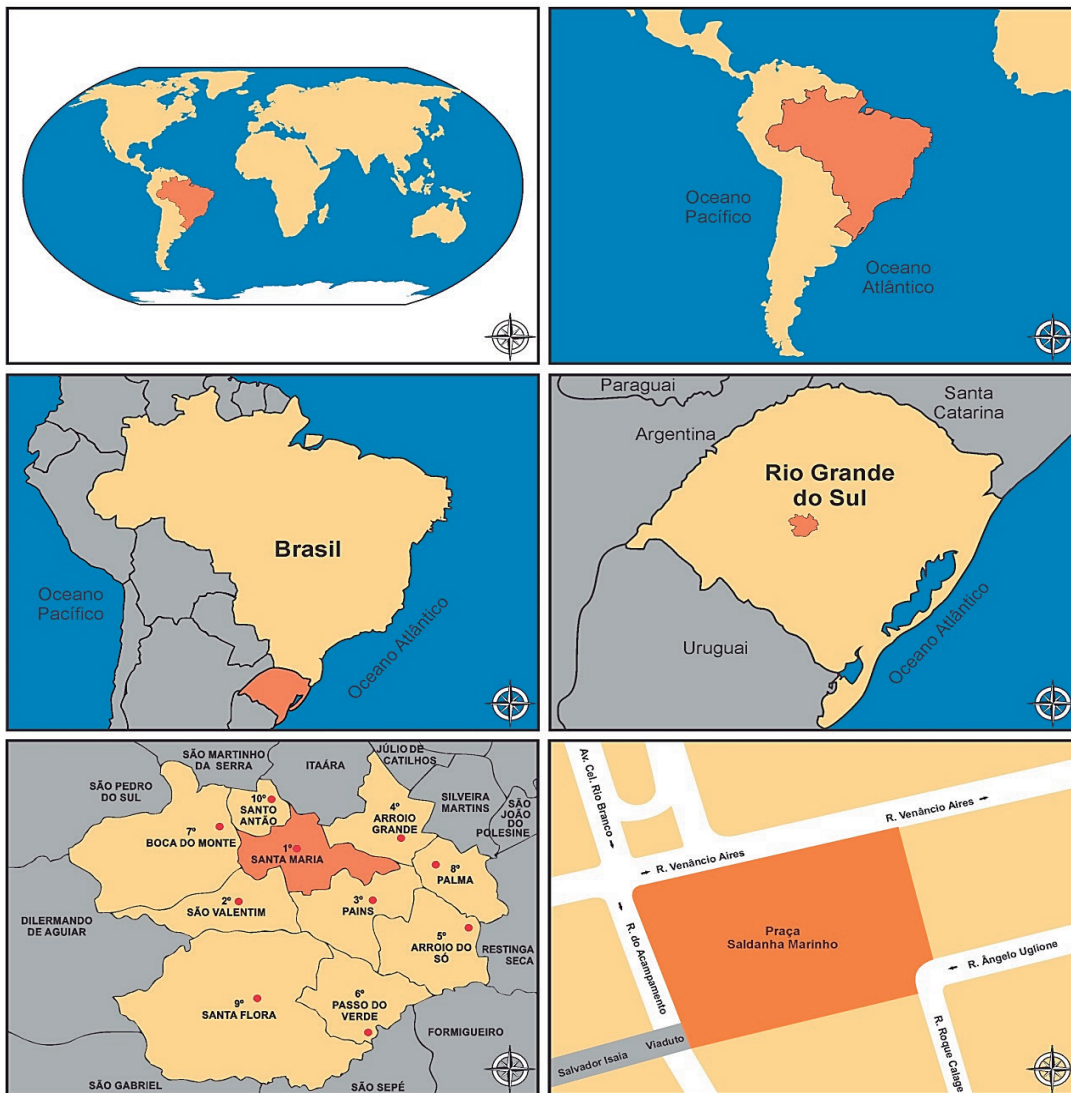 Oceano
Pacífico
Oceano
Atlântico
Brasil
Oceano
Pacífico
Oceano Atlântico
Paraguai
Argentina
Santa
Catarina
Rio Grande
do Sul
Uruguai
Oceano Atlântico
SÃO MARTINHO
DA SERRA
ITAÁRA
JÚLIO DE
CATILHOS
SÃO PEDRO
DO SUL
SILVEIRA
MARTINS
SÃO
JOÃO
DO
POLESINE
10º
SANTO
ANTÃO
4º
ARROIO
GRANDE
7º
BOCA DO MONTE
1º
SANTA MARIA
8º
PALMA
2º
SÃO VALENTIM
3º
PAINS
DILERMANDO
DE AGUIAR
5º
ARROIO DO
SÓ
RESTINGA
SECA
9º
SANTA FLORA
6º
PASSO DO
VERDE
FORMIGUEIRO
SÃO GABRIEL
SÃO SEPÉ
Av. Cel. Rio Branco
R. Venâncio Aires
R. Venâncio Aires
Praça
Saldanha Marinho
R. do Acampamento
R. Ângelo Uglione
Salvador Isaia Viaduto
R. Roque Calage